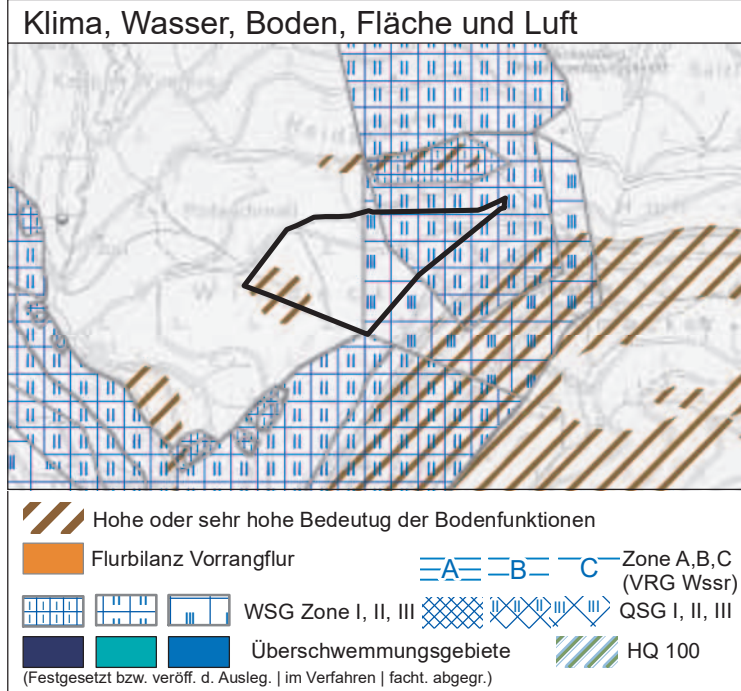 Klima, Wasser, Boden, Fläche und Luft
Hohe oder sehr hohe Bedeutug der Bodenfunktionen
Flurbilanz Vorrangflur
A B C Zone A,B,C
(VRG Wssr)
WSG Zone I, II, III
QSG I, II, III
Überschwemmungsgebiete
HQ 100
(Festgesetzt bzw. veröff. d. Ausleg. | im Verfahren | facht. abgegr.)